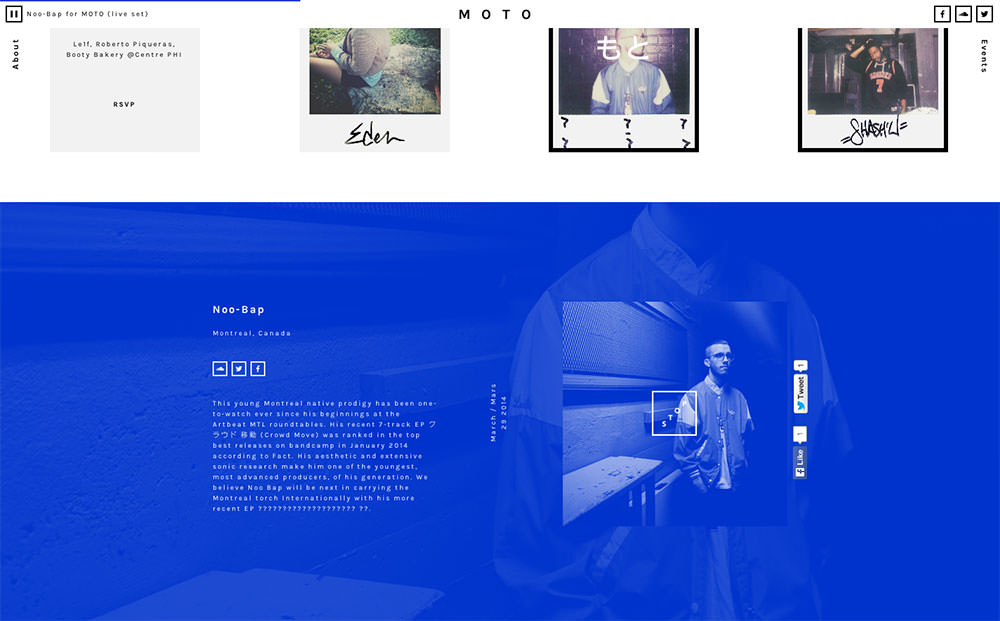 Noo-Bap for MOTO (live set)
MOTO
About
Events
Le1f, Roberto Piqueras,
Booty Bakery @Centre PHI
RSVP
Eden
もと
? ? ?
? ? ?
=SHASH'U=
Noo-Bap
Montreal, Canada
This young Montreal native prodigy has been one-
to-watch ever since his beginnings at the
Artbeat MTL roundtables. His recent 7-track EP ク
ラウド 移動 (Crowd Move) was ranked in the top
best releases on bandcamp in January 2014
according to Fact. His aesthetic and extensive
sonic research make him one of the youngest,
most advanced producers, of his generation. We
believe Noo Bap will be next in carrying the
Montreal torch Internationally with his more
recent EP ???????????????????? ??.
March / Mars
29 2014
STO
1
Tweet
1
Like